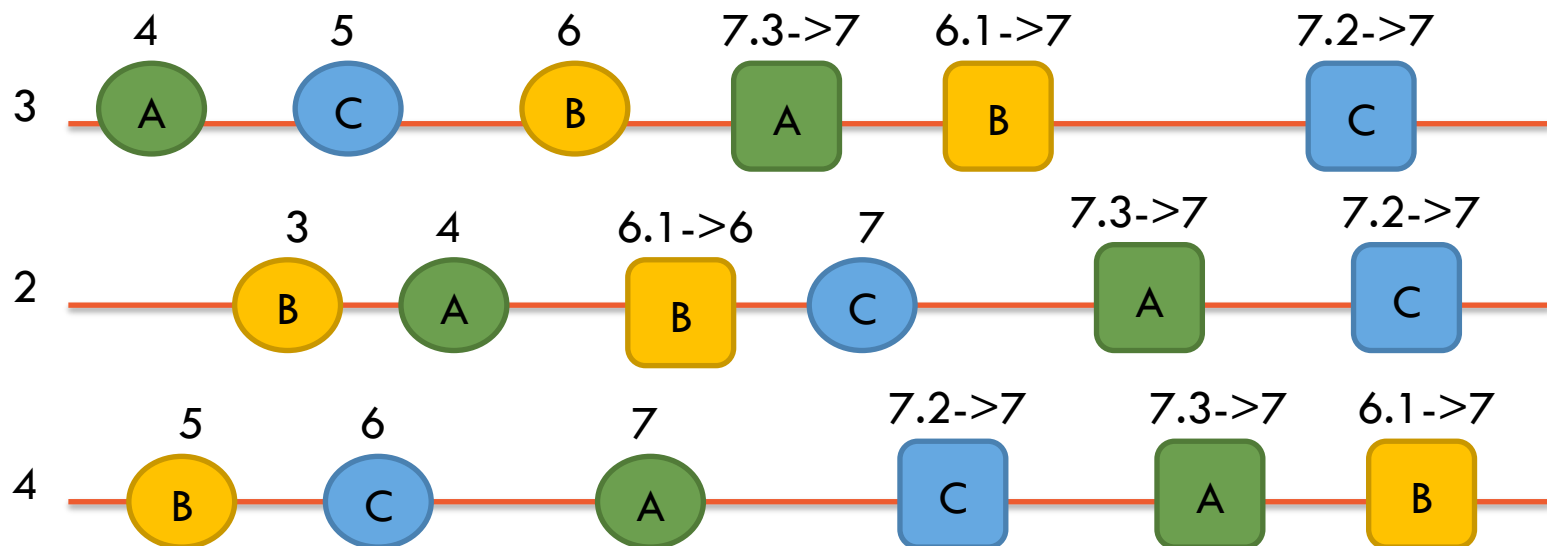 4 5 6 7.3->7 6.1->7 7.2->7
3 A C B A B C
3 4 6.1->6 7 7.3->7 7.2->7
2 B A B C A C
5 6 7 7.2->7 7.3->7 6.1->7
4 B C A C A B